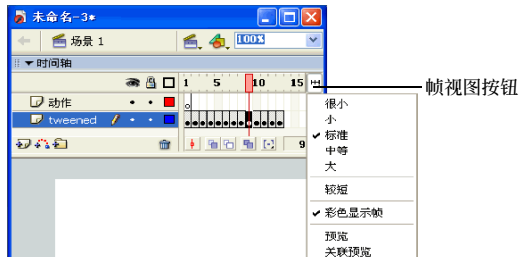 未命名-3*
场景 1
100%
时间轴
1 5 10 15
帧视图按钮
动作
tweened
9
很小
小
标准
中等
大
较短
彩色显示帧
预览
关联预览